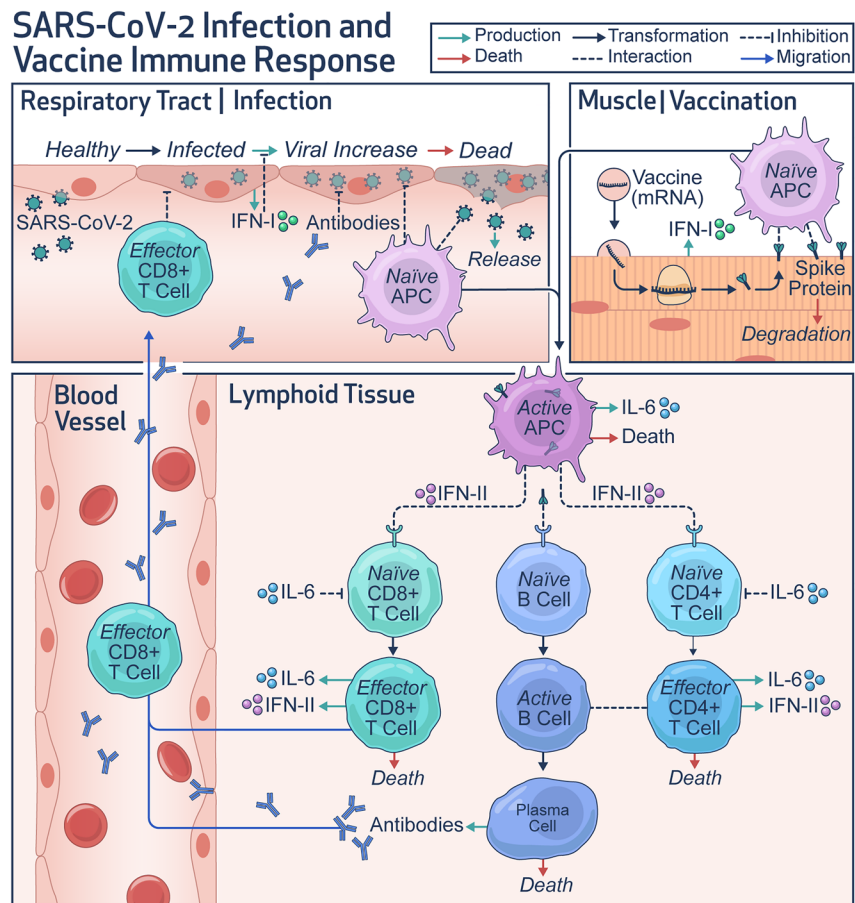 SARS-CoV-2 Infection and
Vaccine Immune Response
Production
Transformation
Inhibition
Death
Interaction
Migration
Respiratory Tract | Infection
Healthy
Infected
Viral Increase
Dead
SARS-CoV-2
IFN-I
Antibodies
Effector
CD8+
T Cell
Naïve
APC
Release
Muscle | Vaccination
Vaccine
(mRNA)
Naïve
APC
IFN-I
Spike
Protein
Degradation
Blood
Vessel
Lymphoid Tissue
Active
APC
IL-6
Death
IFN-II
IFN-II
IL-6
Naïve
CD8+
T Cell
Naïve
B Cell
Naïve
CD4+
T Cell
IL-6
Effector
CD8+
T Cell
IL-6
IFN-II
Effector
CD8+
T Cell
Active
B Cell
Effector
CD4+
T Cell
IL-6
IFN-II
Death
Death
Antibodies
Plasma
Cell
Death